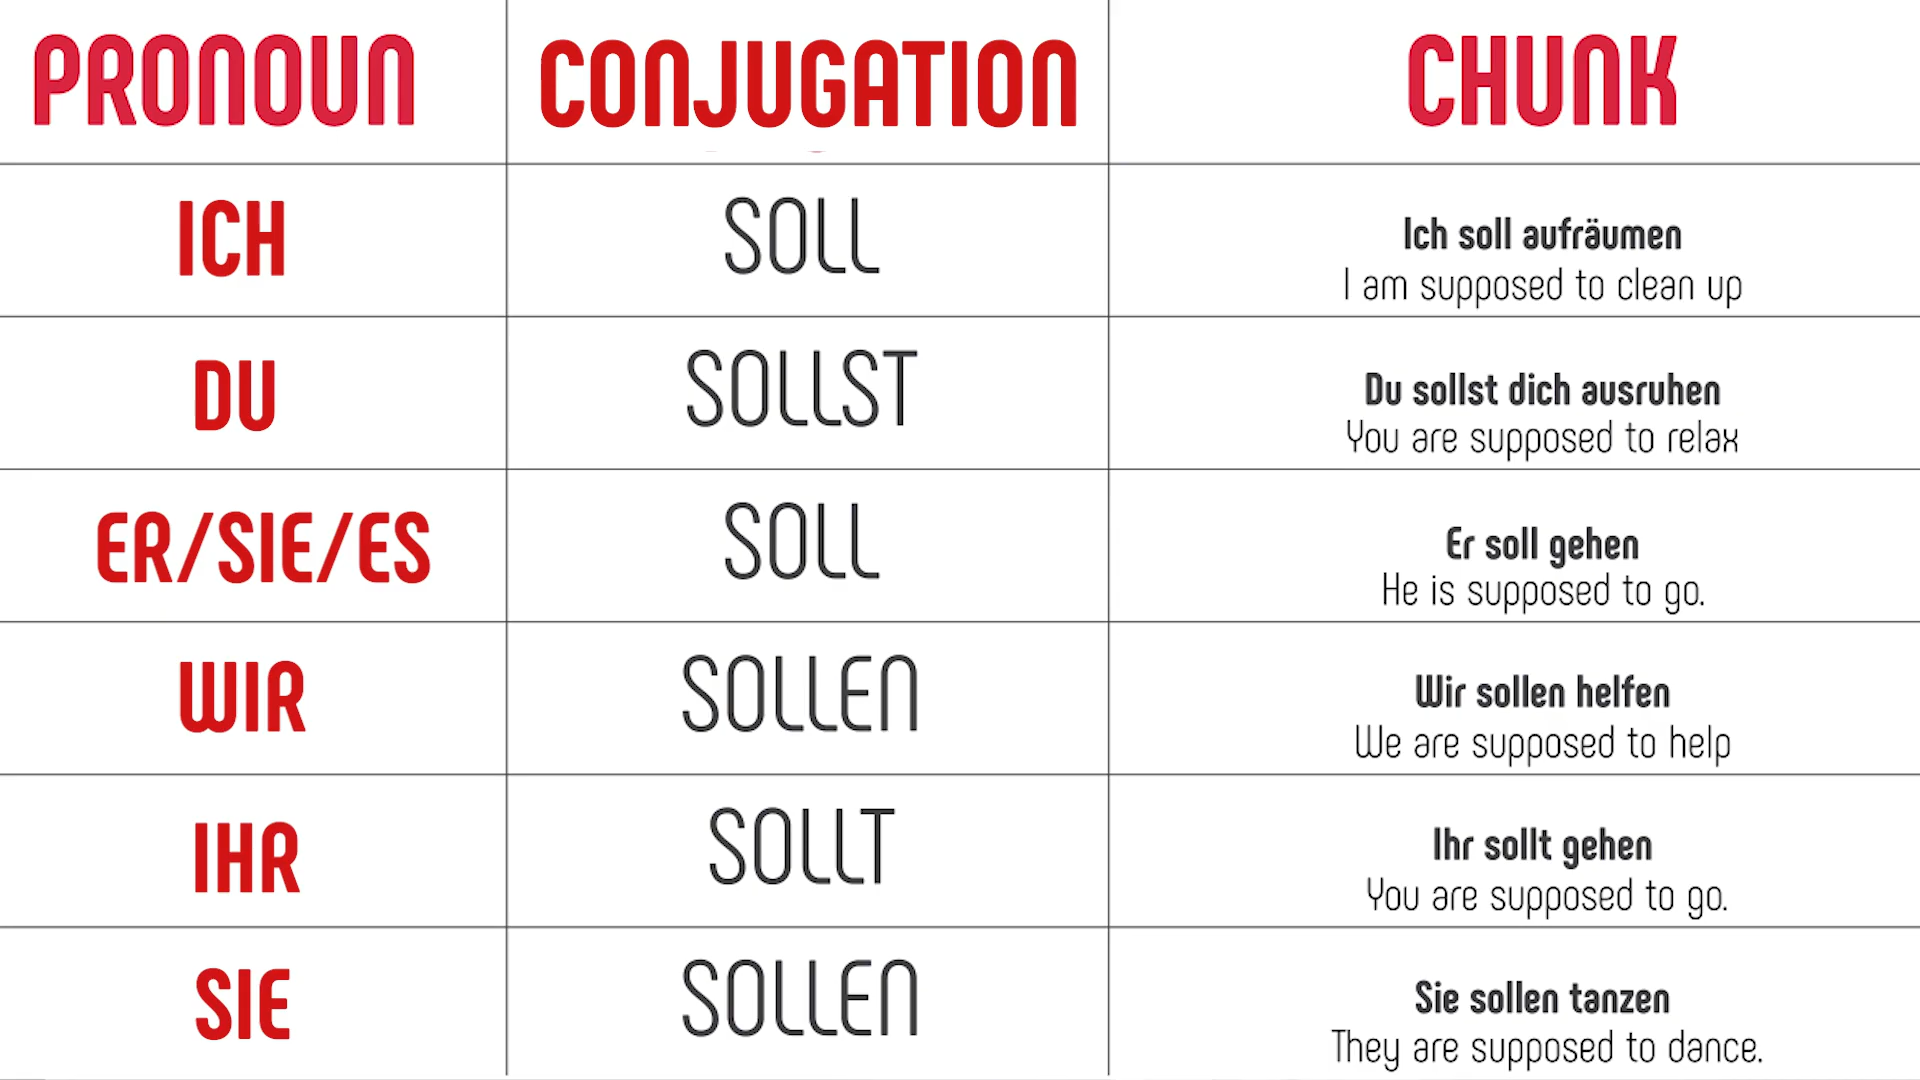 PRONOUN CONJUGATION CHUNK
ICH SOLL Ich soll aufräumen
I am supposed to clean up
DU SOLLST Du sollst dich ausruhen
You are supposed to relax
ER/SIE/ES SOLL Er soll gehen
He is supposed to go.
WIR SOLLEN Wir sollen helfen
We are supposed to help
IHR SOLLT Ihr sollt gehen
You are supposed to go.
SIE SOLLEN Sie sollen tanzen
They are supposed to dance.